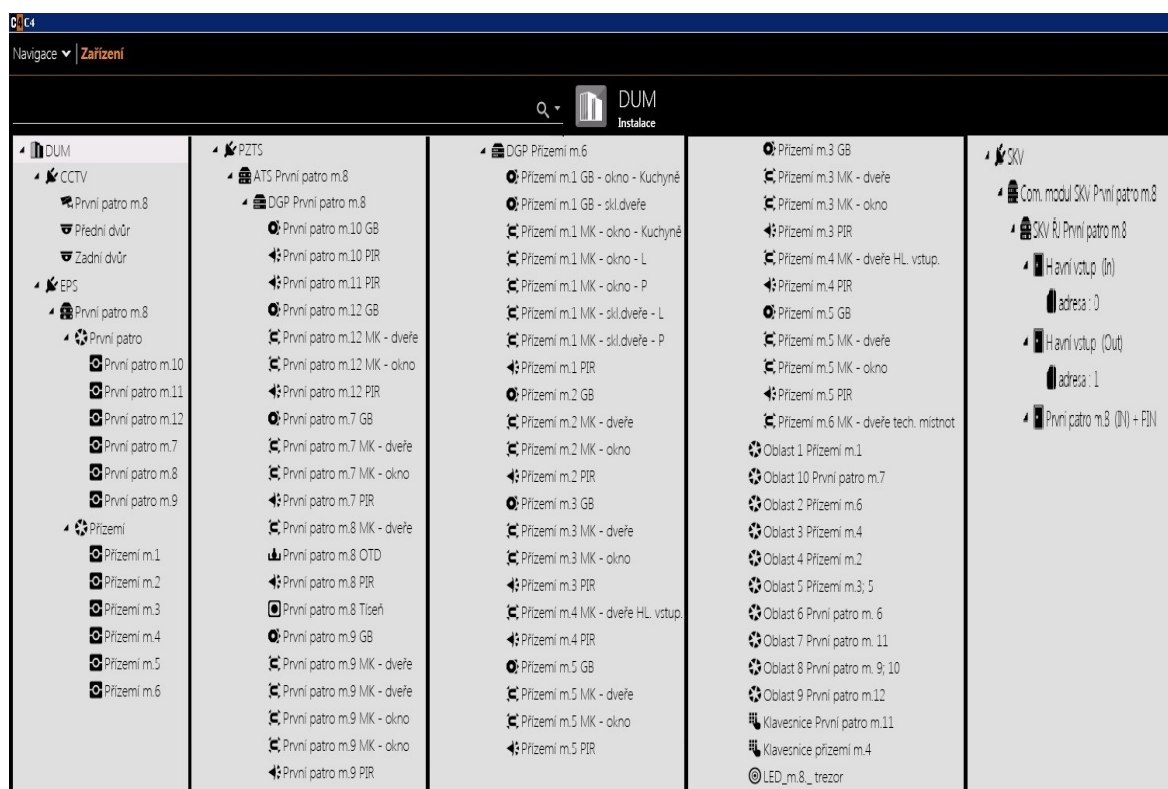 C4 C4
Navigace Zařízení
DUM
Instalace
DUM
CCTV
První patro m.8
Přední dvůr
Zadní dvůr
EPS
První patro m.8
První patro
První patro m.10
První patro m.11
První patro m.12
První patro m.7
První patro m.8
První patro m.9
Přízemí
Přízemí m.1
Přízemí m.2
Přízemí m.3
Přízemí m.4
Přízemí m.5
Přízemí m.6
PZTS
ATS První patro m.8
DGP První patro m.8
První patro m.10 GB
První patro m.10 PIR
První patro m.11 PIR
První patro m.12 GB
První patro m.12 MK - dveře
První patro m.12 MK - okno
První patro m.12 PIR
První patro m.7 GB
První patro m.7 MK - dveře
První patro m.7 MK - okno
První patro m.7 PIR
První patro m.8 MK - dveře
První patro m.8 OTD
První patro m.8 PIR
První patro m.8 Tíseň
První patro m.9 GB
První patro m.9 MK - dveře
První patro m.9 MK - dveře
První patro m.9 MK - okno
První patro m.9 MK - okno
První patro m.9 PIR
DGP Přízemí m.6
Přízemí m.1 GB - okno - Kuchyně
Přízemí m.1 GB - skl.dveře
Přízemí m.1 MK - okno - Kuchyně
Přízemí m.1 MK - okno - L
Přízemí m.1 MK - okno - P
Přízemí m.1 MK - skl.dveře - L
Přízemí m.1 MK - skl.dveře - P
Přízemí m.1 PIR
Přízemí m.2 GB
Přízemí m.2 MK - dveře
Přízemí m.2 MK - okno
Přízemí m.2 PIR
Přízemí m.3 GB
Přízemí m.3 MK - dveře
Přízemí m.3 MK - okno
Přízemí m.3 PIR
Přízemí m.4 MK - dveře HL. vstup.
Přízemí m.4 PIR
Přízemí m.5 GB
Přízemí m.5 MK - dveře
Přízemí m.5 MK - okno
Přízemí m.5 PIR
Přízemí m.3 GB
Přízemí m.3 MK - dveře
Přízemí m.3 MK - okno
Přízemí m.3 PIR
Přízemí m.4 MK - dveře HL. vstup.
Přízemí m.4 PIR
Přízemí m.5 GB
Přízemí m.5 MK - dveře
Přízemí m.5 MK - okno
Přízemí m.5 PIR
Přízemí m.6 MK - dveře tech. místnot
Oblast 1 Přízemí m.1
Oblast 10 První patro m.7
Oblast 2 Přízemí m.6
Oblast 3 Přízemí m.4
Oblast 4 Přízemí m.2
Oblast 5 Přízemí m.3; 5
Oblast 6 První patro m. 6
Oblast 7 První patro m. 11
Oblast 8 První patro m. 9; 10
Oblast 9 První patro m.12
Klavesnice První patro m.11
Klavesnice přízemí m.4
LED_m.8._ trezor
SKV
Com. modul SKV První patro m.8
SKV ŘJ První patro m.8
Hlavní vstup (In)
adresa : 0
Hlavní vstup (Out)
adresa : 1
První patro m.8 (IN) + PIN